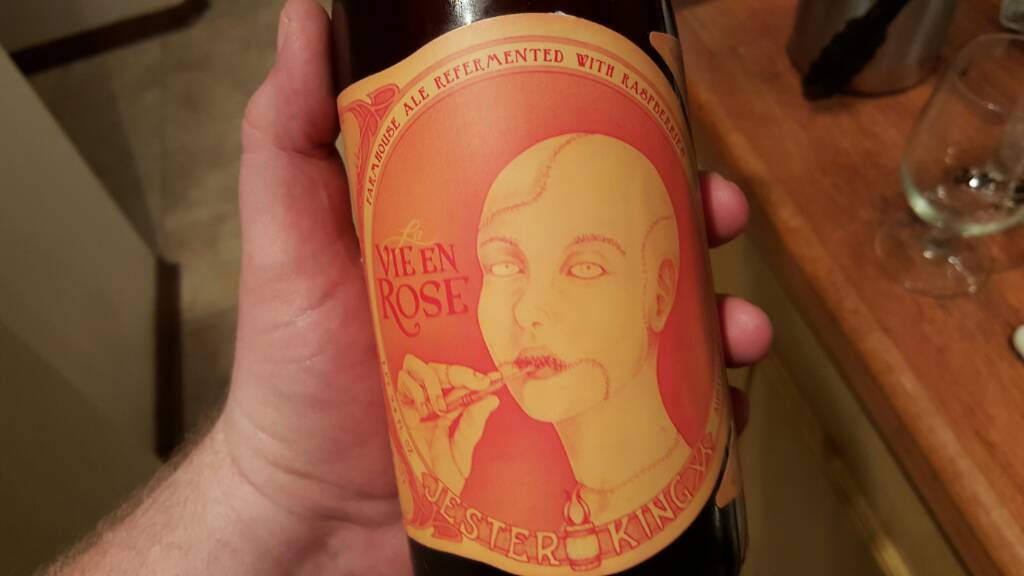 FARMHOUSE ALE REFERMENTED WITH RASPBERRIES
La
VIE EN
ROSE
JESTER KING